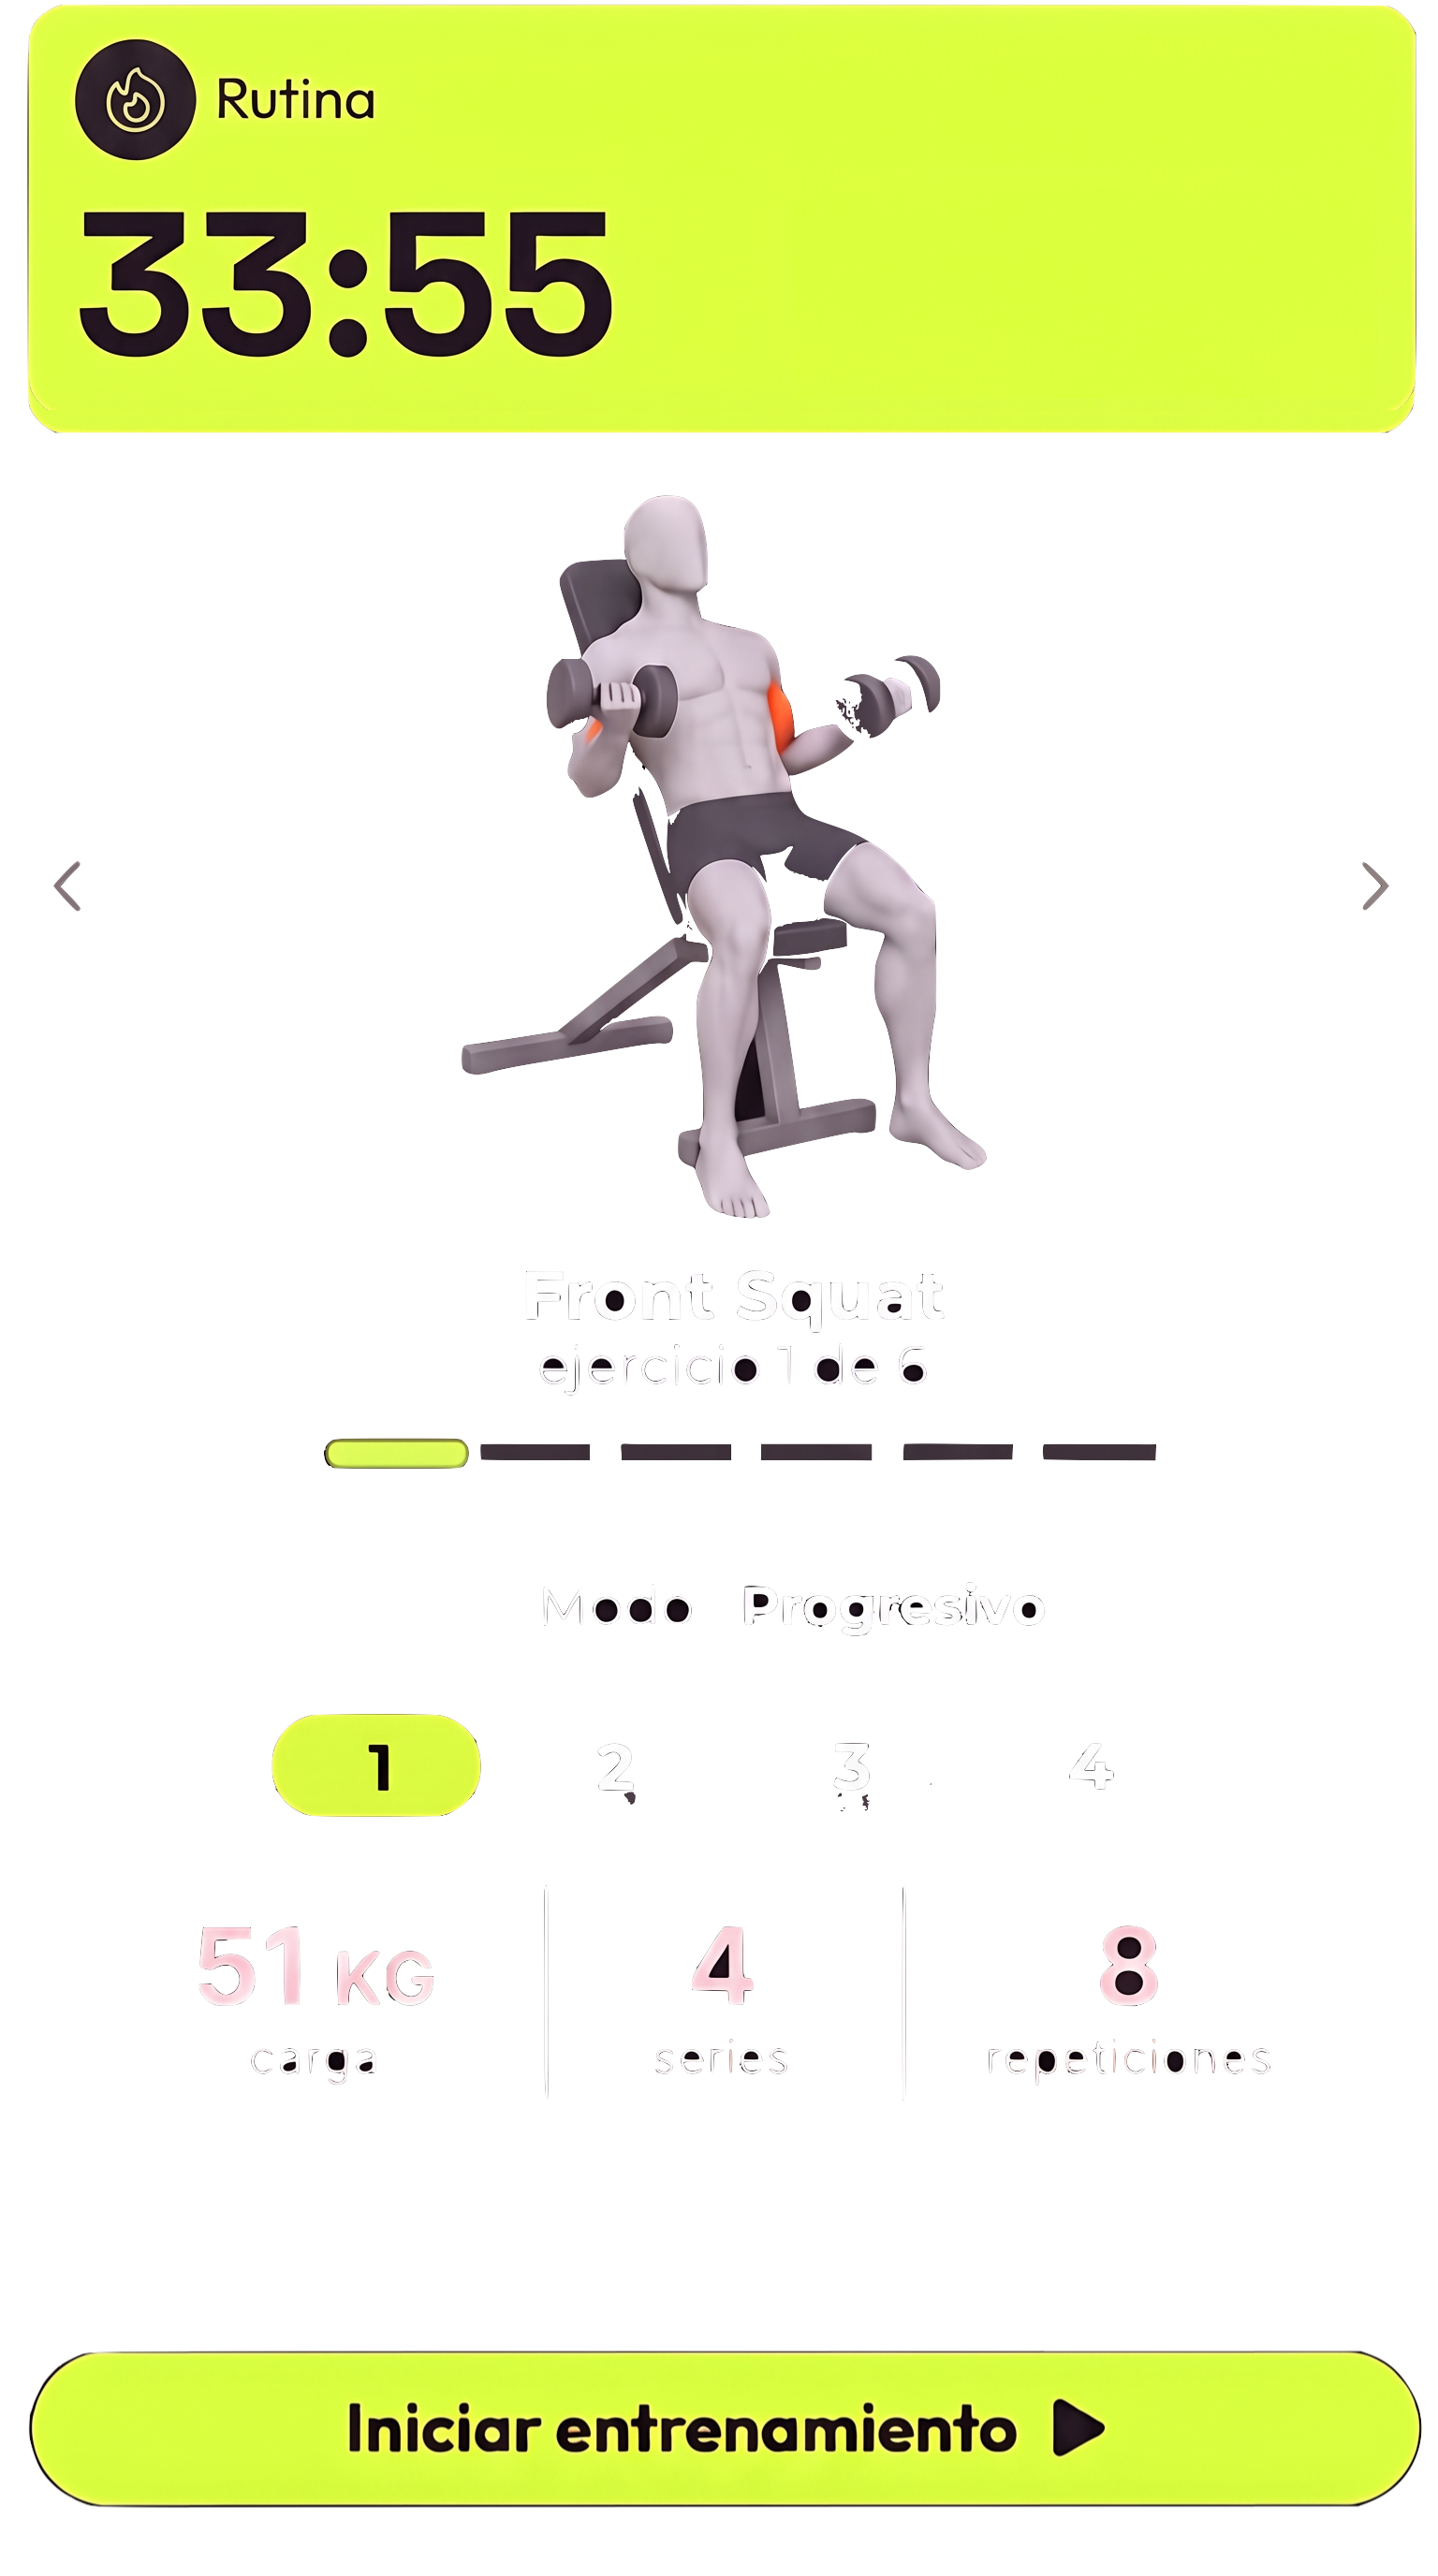 Rutina
33:55
Front Squat
ejercicio 1 de 6
Modo Progresivo
1 2 3 4
51 KG 4 8
carga series repeticiones
Iniciar entrenamiento